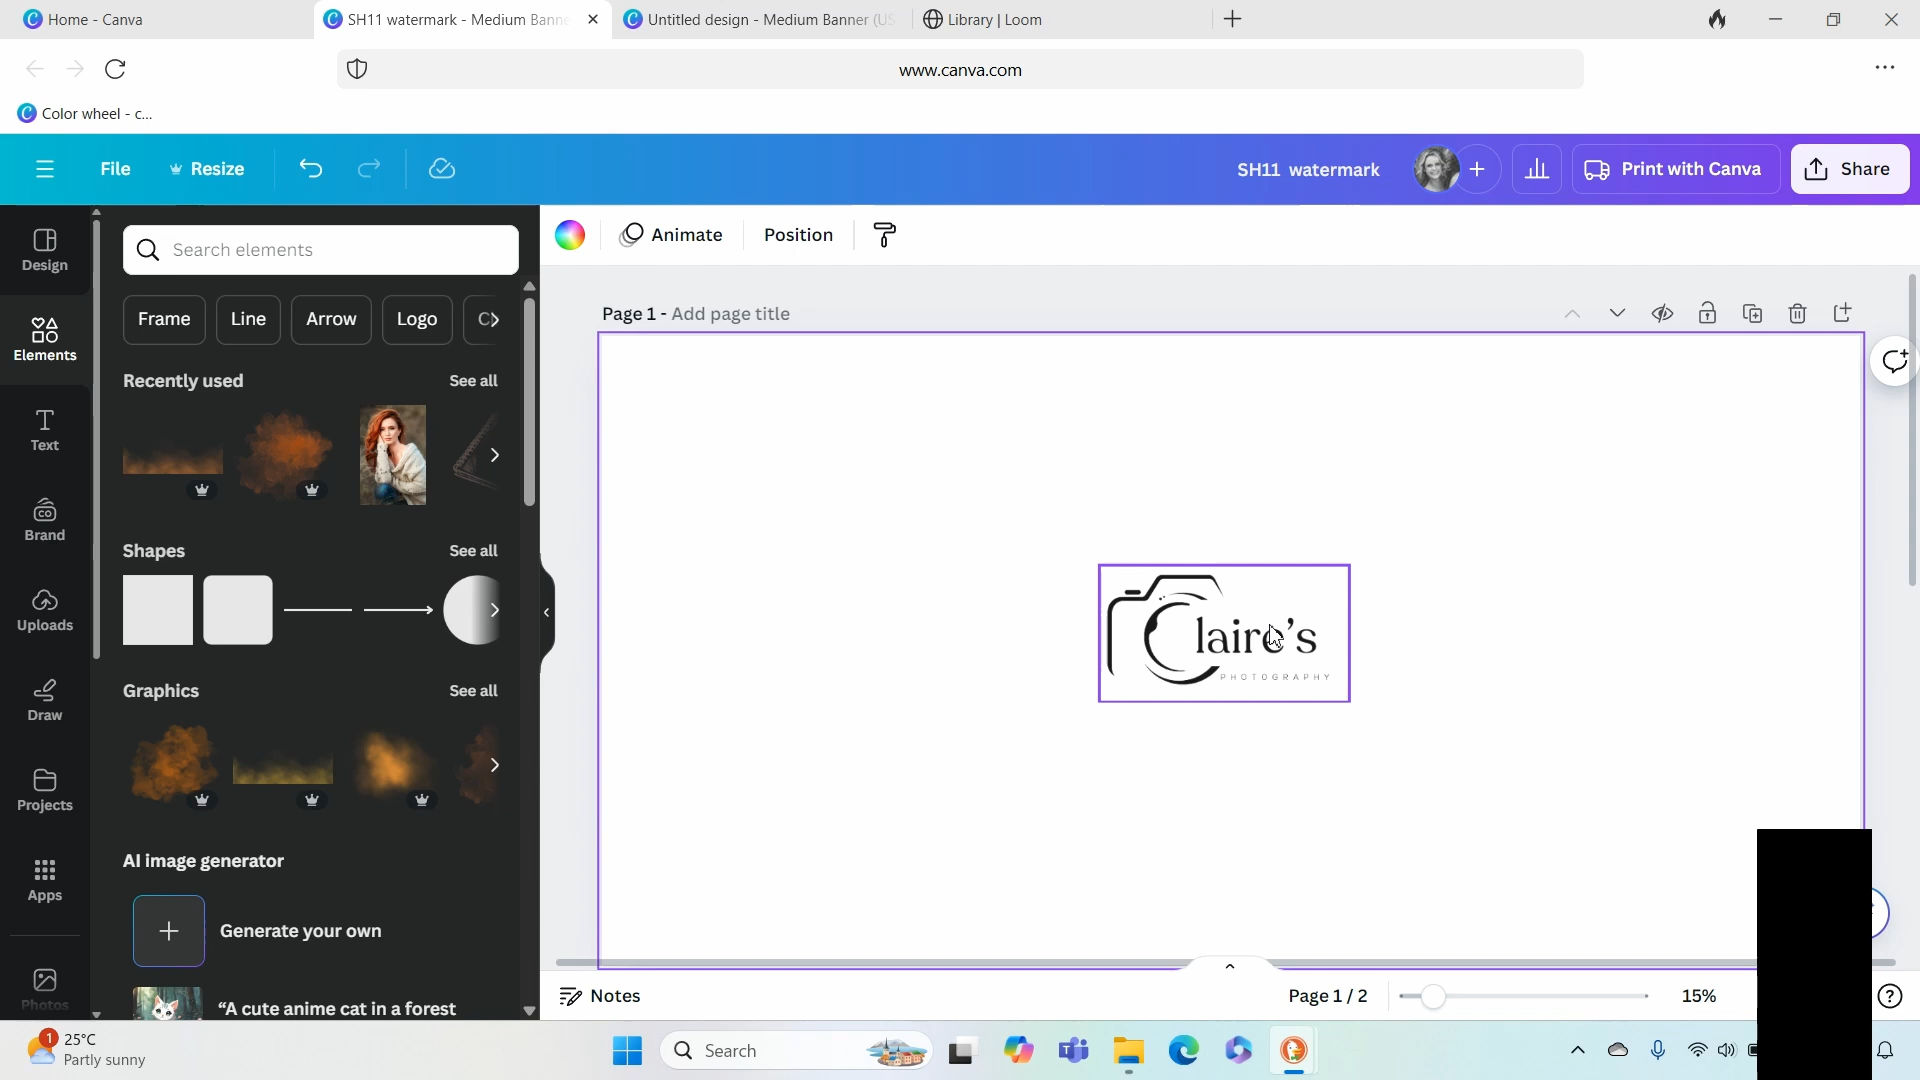 Home - Canva
SH11 watermark - Medium Banne
Untitled design - Medium Banner (US
Library | Loom
www.canva.com
Color wheel - c...
File
Resize
SH11 watermark
Print with Canva
Share
Design
Elements
Text
Brand
Uploads
Draw
Projects
Apps
Photos
Search elements
Frame
Line
Arrow
Logo
Recently used
See all
Shapes
See all
Graphics
See all
AI image generator
Generate your own
“A cute anime cat in a forest
Animate
Position
Page 1 - Add page title
Claire’s
PHOTOGRAPHY
Notes
Page 1 / 2
15%
1
25°C
Partly sunny
Search